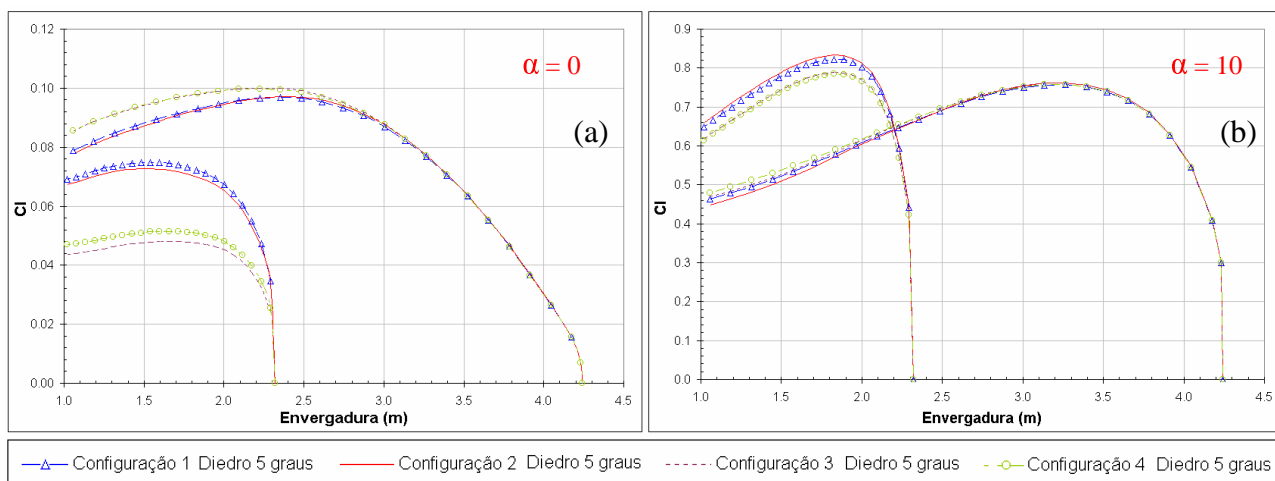 0.12
0.10
0.08
0.06
0.04
0.02
0.00
Cl
α = 0
(a)
1.0 1.5 2.0 2.5 3.0 3.5 4.0 4.5
Envergadura (m)
0.9
0.8
0.7
0.6
0.5
0.4
0.3
0.2
0.1
0.0
Cl
α = 10
(b)
1.0 1.5 2.0 2.5 3.0 3.5 4.0 4.5
Envergadura (m)
Configuração 1 Diedro 5 graus Configuração 2 Diedro 5 graus Configuração 3 Diedro 5 graus Configuração 4 Diedro 5 graus